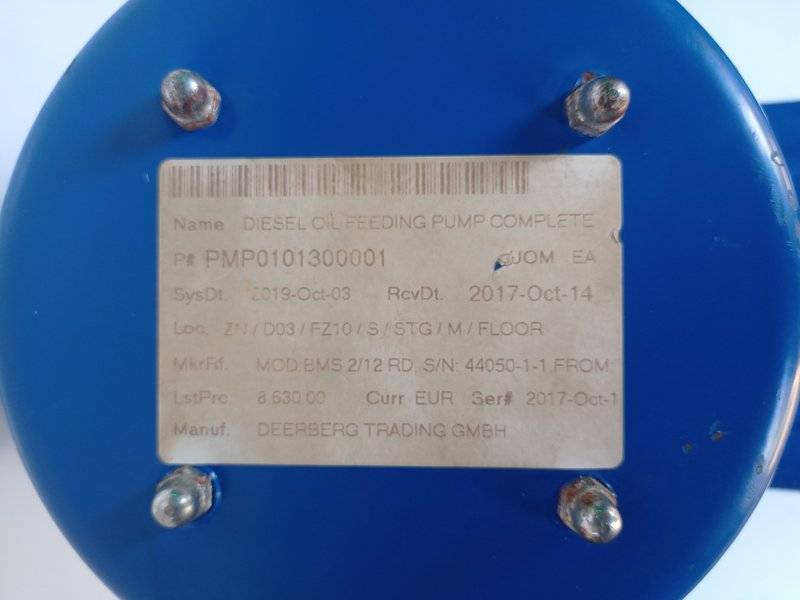 Name DIESEL OIL FEEDING PUMP COMPLETE
P# PMP0101300001 UOM EA
SysDt. 2019-Oct-03 RcvDt. 2017-Oct-14
Loc. ZN / D03 / FZ10 / S / STG / M / FLOOR
MkrRf. MOD:BMS 2/12 RD, S/N: 44050-1-1,FROM:
LstPrc 8,630.00 Curr EUR Ser# 2017-Oct-1
Manuf. DEERBERG TRADING GMBH